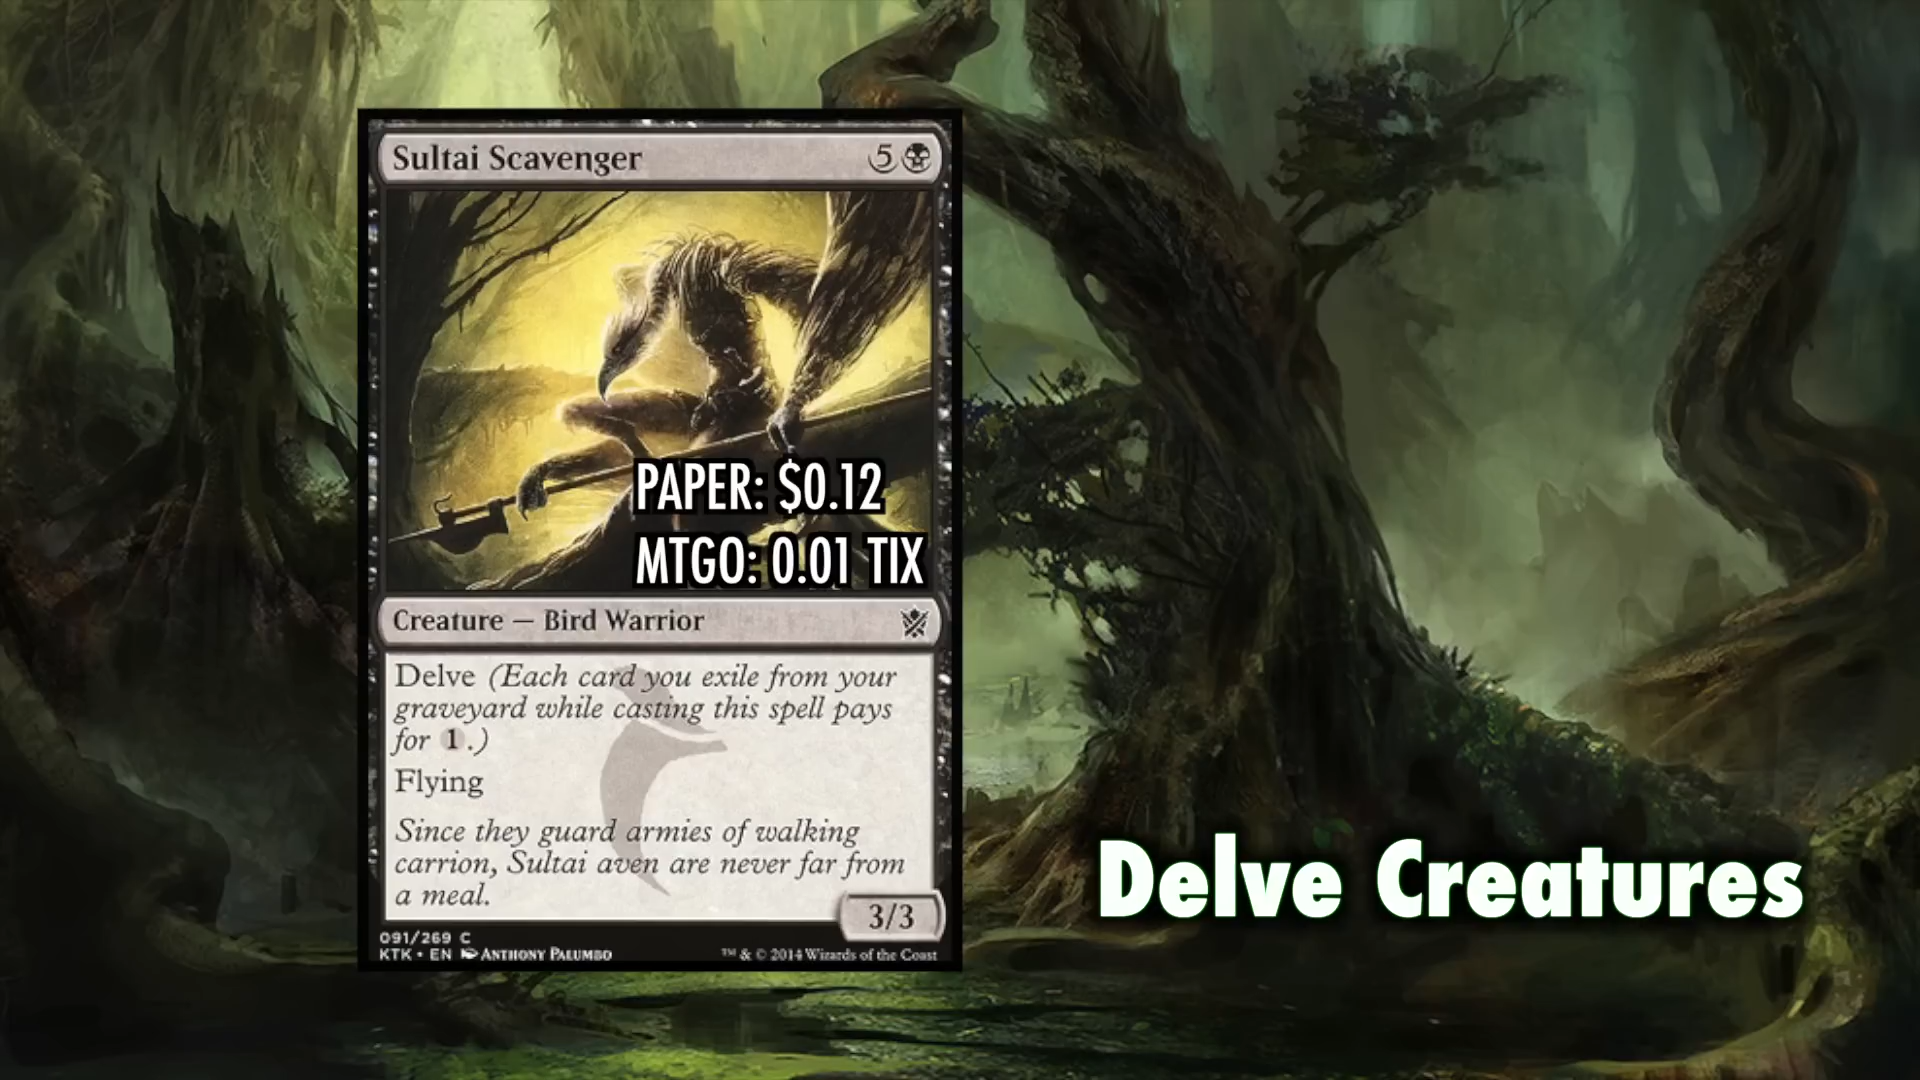 Sultai Scavenger 5
PAPER: $0.12
MTGO: 0.01 TIX
Creature — Bird Warrior
Delve (Each card you exile from your
graveyard while casting this spell pays
for 1.)
Flying
Since they guard armies of walking
carrion, Sultai aven are never far from
a meal.
3/3
091/269 C
KTK • EN Anthony Palumbo
™ & © 2014 Wizards of the Coast
Delve Creatures